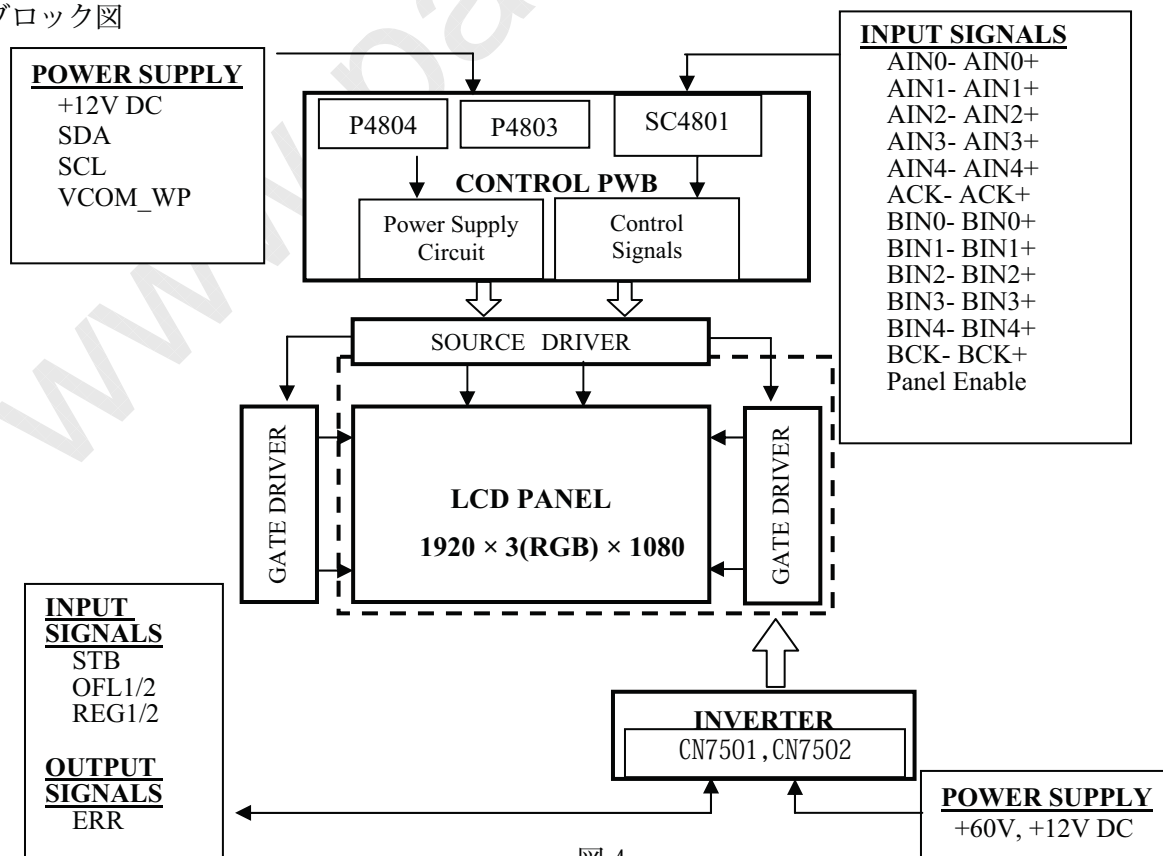 ブロック図
POWER SUPPLY
+12V DC
SDA
SCL
VCOM_WP
P4804
P4803
SC4801
CONTROL PWB
Power Supply
Circuit
Control
Signals
INPUT SIGNALS
AIN0- AIN0+
AIN1- AIN1+
AIN2- AIN2+
AIN3- AIN3+
AIN4- AIN4+
ACK- ACK+
BIN0- BIN0+
BIN1- BIN1+
BIN2- BIN2+
BIN3- BIN3+
BIN4- BIN4+
BCK- BCK+
Panel Enable
SOURCE DRIVER
GATE DRIVER
LCD PANEL
1920 × 3(RGB) × 1080
GATE DRIVER
INPUT
SIGNALS
STB
OFL1/2
REG1/2
OUTPUT
SIGNALS
ERR
INVERTER
CN7501,CN7502
POWER SUPPLY
+60V, +12V DC
www.pa